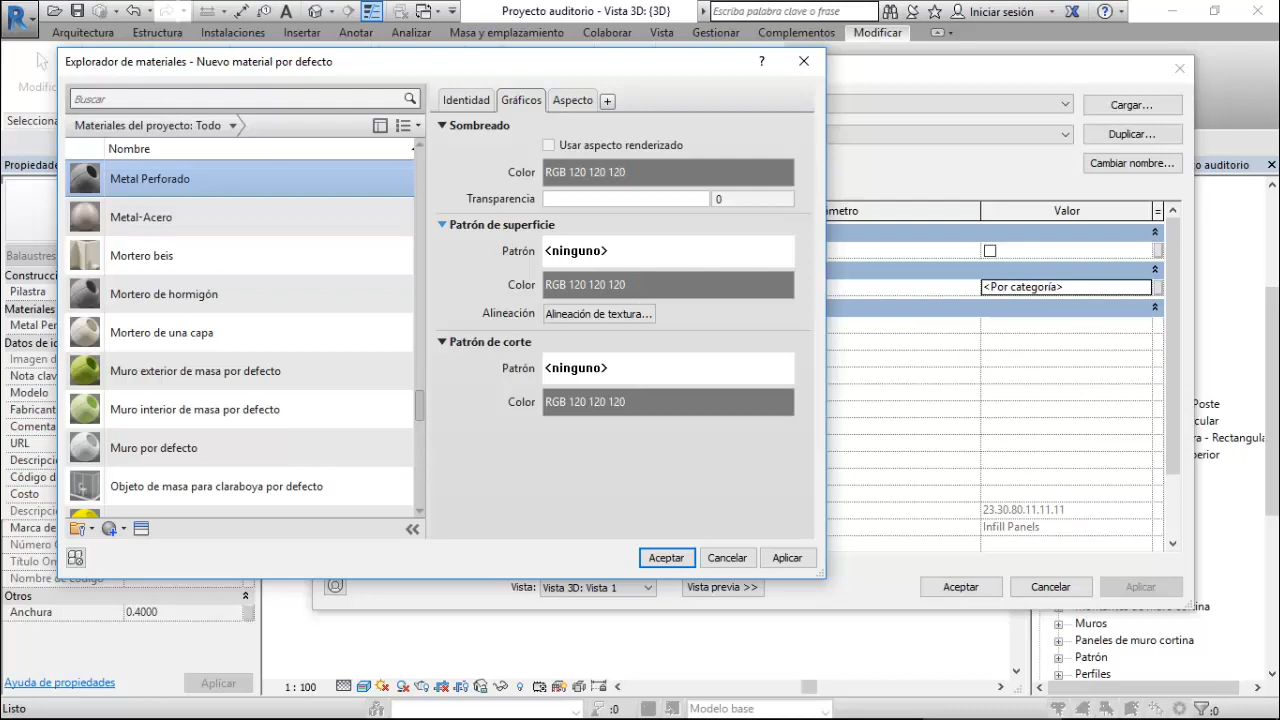 Proyecto auditorio - Vista 3D: {3D}
Escriba palabra clave o frase
Iniciar sesión
Arquitectura Estructura Instalaciones Insertar Anotar Analizar Masa y emplazamiento Colaborar Vista Gestionar Complementos Modificar
Explorador de materiales - Nuevo material por defecto
Modific
Seleccion
Propiedade
Balaustres
Construcci
Pilastra
Materiales
Metal Per
Datos de id
Imagen d
Nota clav
Modelo
Fabricant
Comenta
URL
Descripci
Código d
Costo
Descripc
Marca de
Número O
Título On
Nombre de código
Otros
Anchura 0.4000
Ayuda de propiedades
Aplicar
Listo
Buscar
Materiales del proyecto: Todo
Nombre
Metal Perforado
Metal-Acero
Mortero beis
Mortero de hormigón
Mortero de una capa
Muro exterior de masa por defecto
Muro interior de masa por defecto
Muro por defecto
Objeto de masa para claraboya por defecto
Identidad Gráficos Aspecto
Sombreado
Usar aspecto renderizado
Color RGB 120 120 120
Transparencia 0
Patrón de superficie
Patrón <ninguno>
Color RGB 120 120 120
Alineación Alineación de textura...
Patrón de corte
Patrón <ninguno>
Color RGB 120 120 120
Aceptar Cancelar Aplicar
Cargar...
Duplicar...
Cambiar nombre...
ámetro Valor =
<Por categoría>
23.30.80.11.11.11
Infill Panels
Vista: Vista 3D: Vista 1 Vista previa >> Aceptar Cancelar Aplicar
auditorio
Poste
cular
ra - Rectangula
perior
Montantes de muro cortina
Muros
Paneles de muro cortina
Patrón
Perfiles
1 : 100
:0
Modelo base
:0